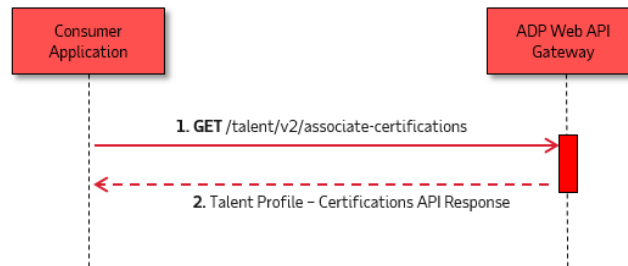 Consumer
Application
ADP Web API
Gateway
1. GET /talent/v2/associate-certifications
2. Talent Profile – Certifications API Response